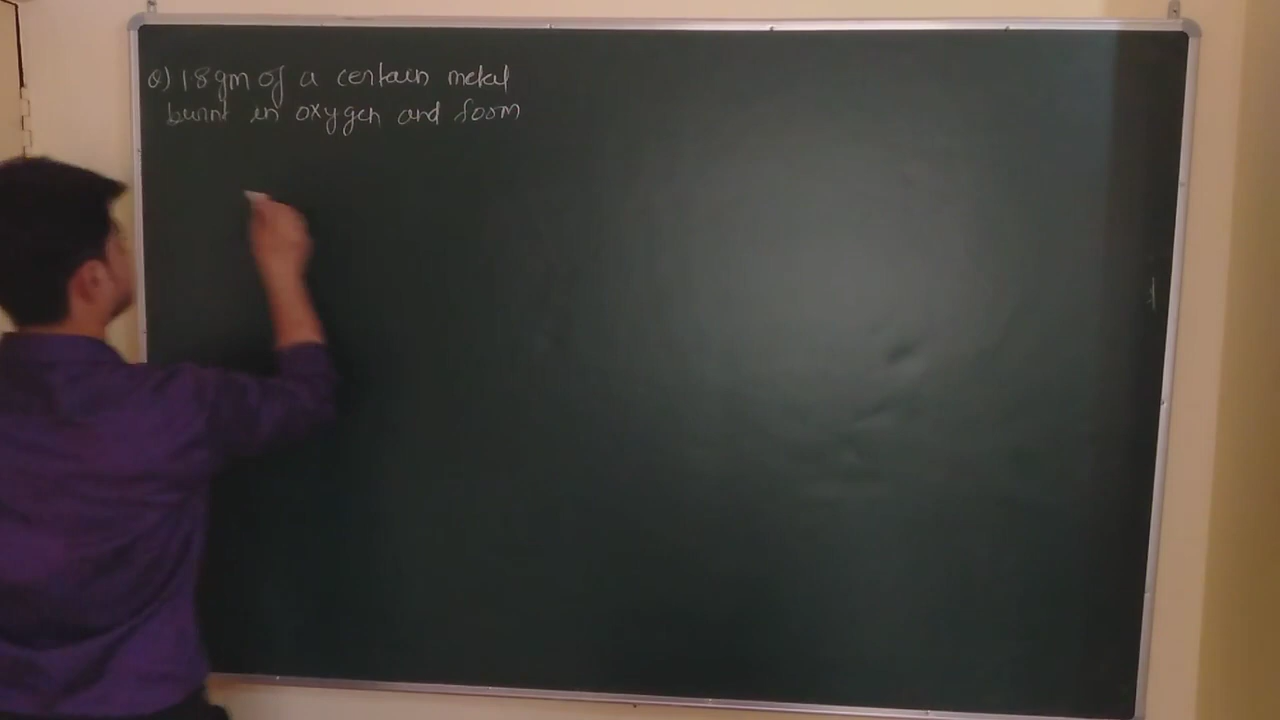 Q) 18gm of a certain metal
burnt in oxygen and form